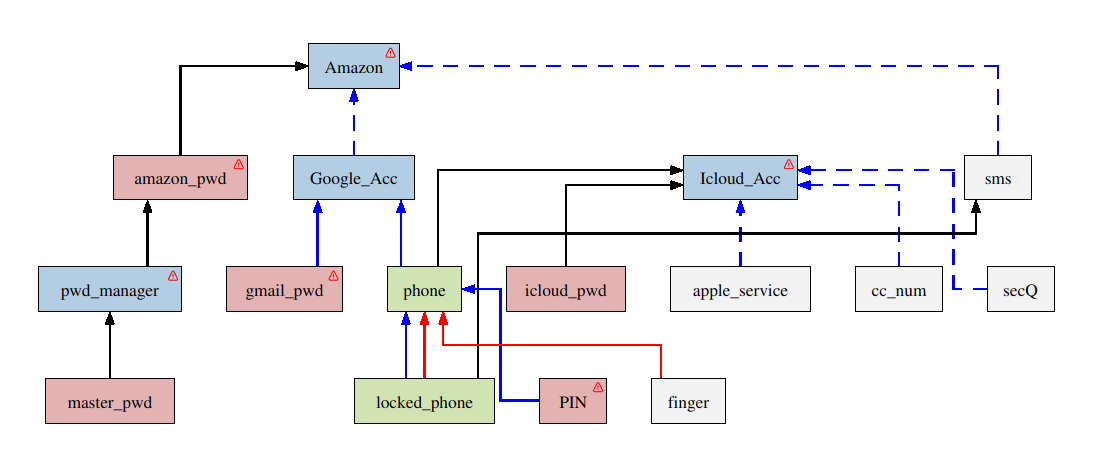 Amazon
amazon_pwd
Google_Acc
Icloud_Acc
sms
pwd_manager
gmail_pwd
phone
icloud_pwd
apple_service
cc_num
secQ
master_pwd
locked_phone
PIN
finger